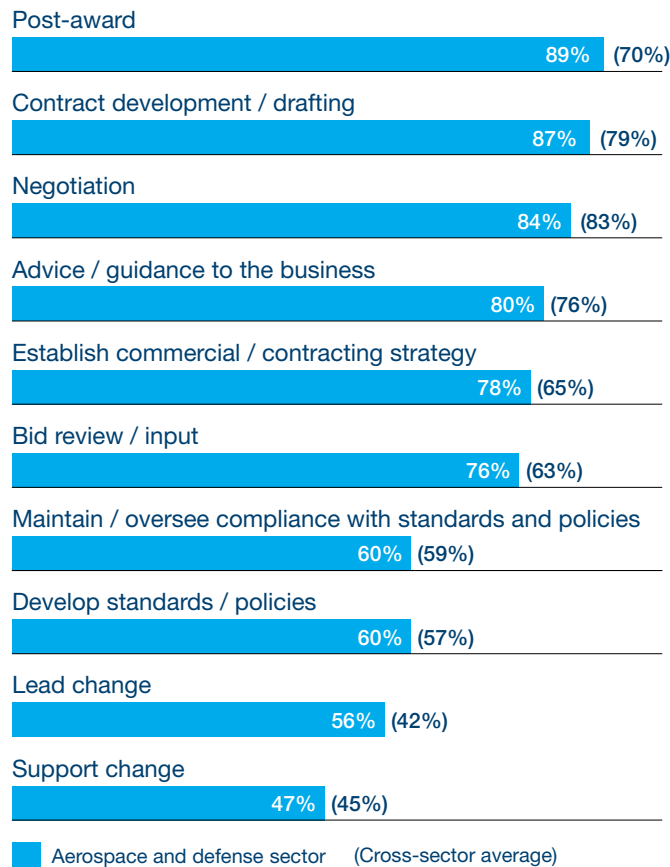 Post-award
89% (70%)
Contract development / drafting
87% (79%)
Negotiation
84% (83%)
Advice / guidance to the business
80% (76%)
Establish commercial / contracting strategy
78% (65%)
Bid review / input
76% (63%)
Maintain / oversee compliance with standards and policies
60% (59%)
Develop standards / policies
60% (57%)
Lead change
56% (42%)
Support change
47% (45%)
Aerospace and defense sector (Cross-sector average)